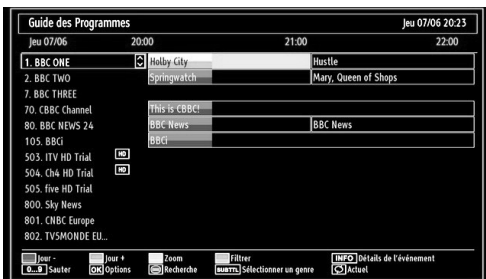 Guide des Programmes Jeu 07/06 20:23
Jeu 07/06 20:00 21:00 22:00
1. BBC ONE Holby City Hustle
2. BBC TWO Springwatch Mary, Queen of Shops
7. BBC THREE
70. CBBC Channel This is CBBC!
80. BBC NEWS 24 BBC News BBC News
105. BBCi BBCi
503. ITV HD Trial HD
504. Ch4 HD Trial HD
505. five HD Trial
800. Sky News
801. CNBC Europe
802. TV5MONDE EU...
Jour - Jour + Zoom Filtrer INFO Détails de l'événement
0...9 Sauter OK Options Recherche SUBTTL Sélectionner un genre Actuel